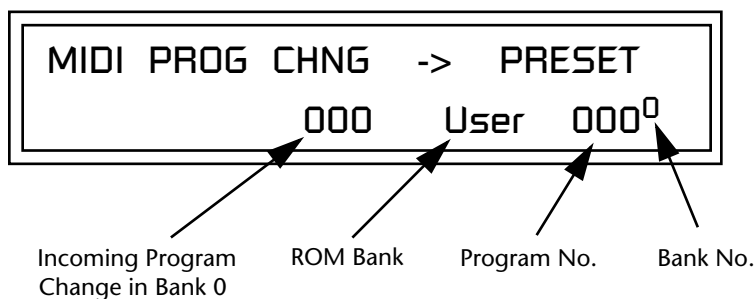 MIDI PROG CHNG -> PRESET
000 User 000⁰
Incoming Program
Change in Bank 0
ROM Bank
Program No.
Bank No.